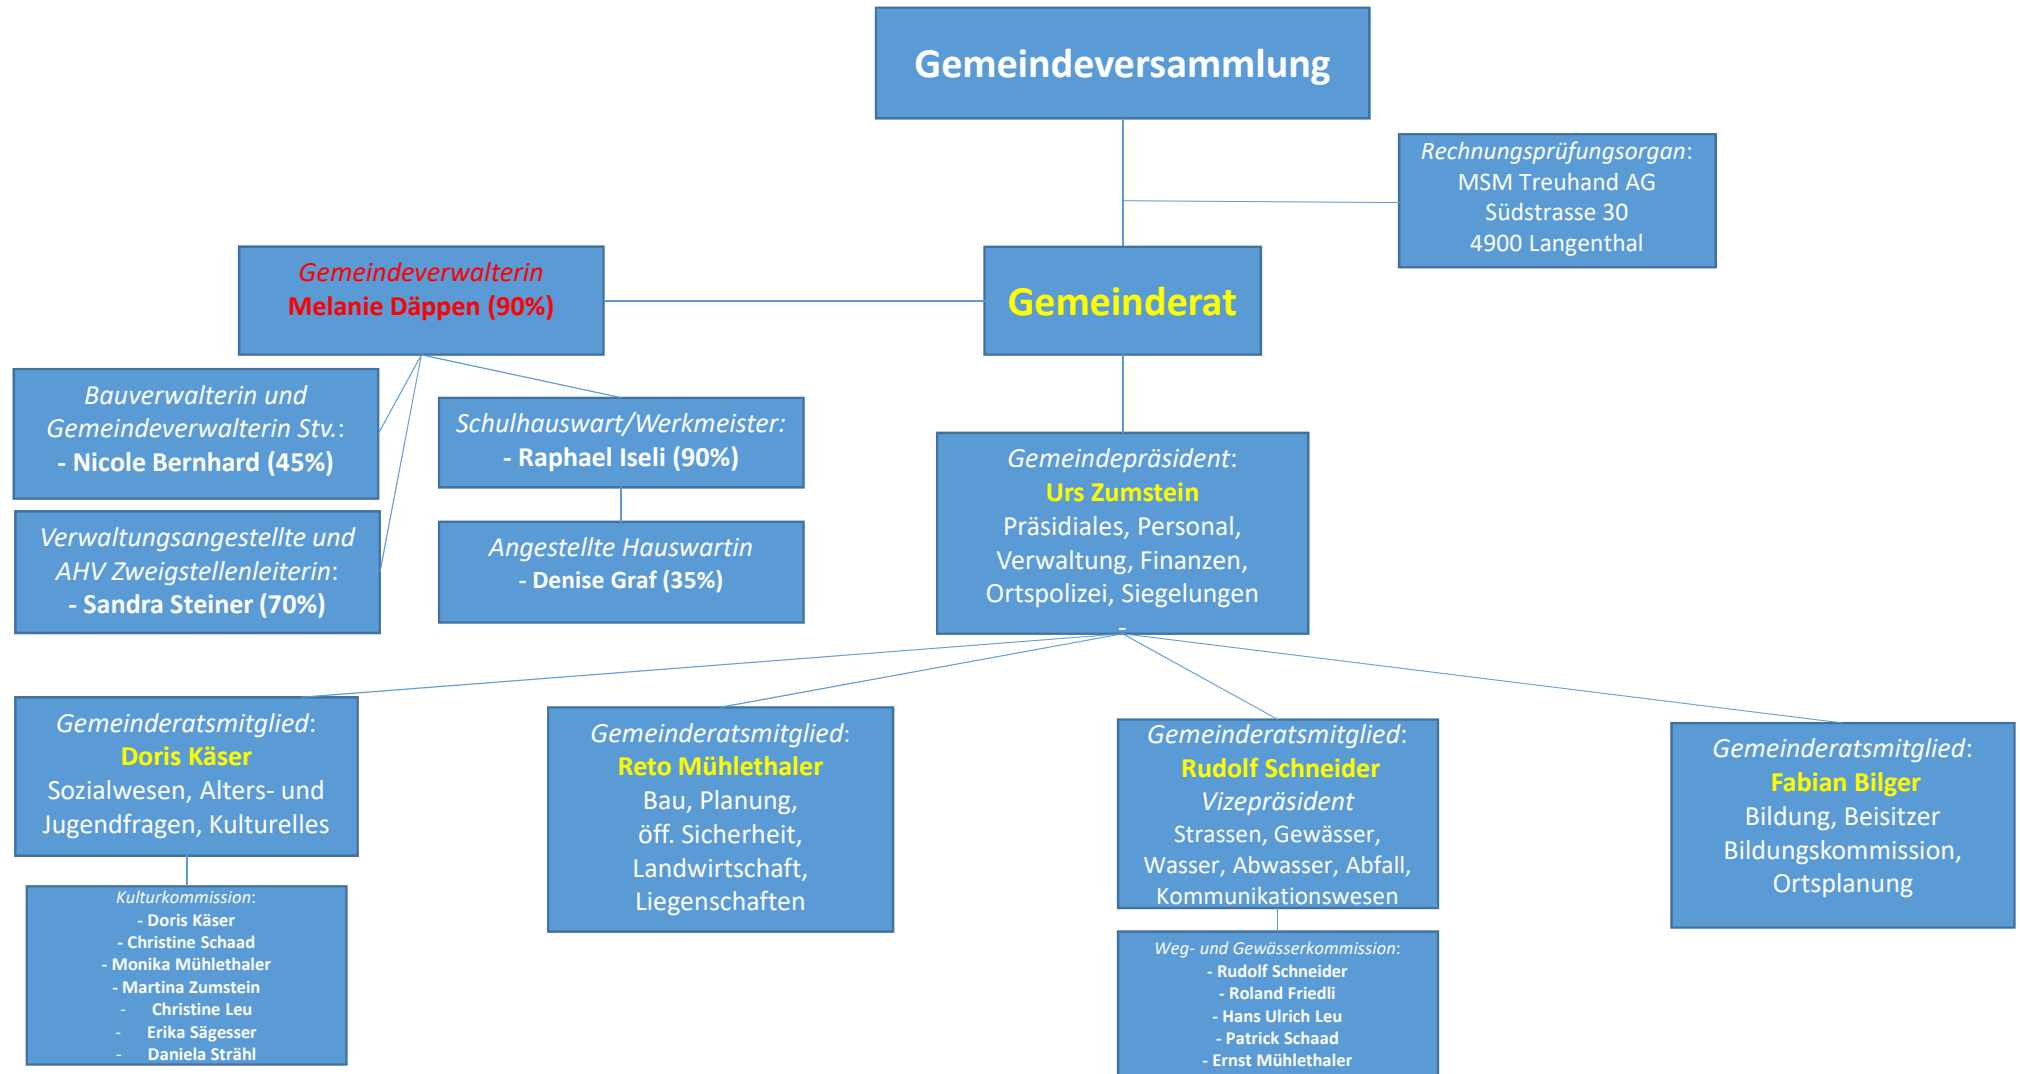 Gemeindeversammlung
Rechnungsprüfungsorgan:
MSM Treuhand AG
Südstrasse 30
4900 Langenthal
Gemeindeverwalterin
Melanie Däppen (90%)
Gemeinderat
Bauverwalterin und
Gemeindeverwalterin Stv.:
- Nicole Bernhard (45%)
Schulhauswart/Werkmeister:
- Raphael Iseli (90%)
Verwaltungsangestellte und
AHV Zweigstellenleiterin:
- Sandra Steiner (70%)
Angestellte Hauswartin
- Denise Graf (35%)
Gemeindepräsident:
Urs Zumstein
Präsidiales, Personal,
Verwaltung, Finanzen,
Ortspolizei, Siegelungen
-
Gemeinderatsmitglied:
Doris Käser
Sozialwesen, Alters- und
Jugendfragen, Kulturelles
Gemeinderatsmitglied:
Reto Mühlethaler
Bau, Planung,
öff. Sicherheit,
Landwirtschaft,
Liegenschaften
Gemeinderatsmitglied:
Rudolf Schneider
Vizepräsident
Strassen, Gewässer,
Wasser, Abwasser, Abfall,
Kommunikationswesen
Gemeinderatsmitglied:
Fabian Bilger
Bildung, Beisitzer
Bildungskommission,
Ortsplanung
Kulturkommission:
- Doris Käser
- Christine Schaad
- Monika Mühlethaler
- Martina Zumstein
- Christine Leu
- Erika Sägesser
- Daniela Strähl
Weg- und Gewässerkommission:
- Rudolf Schneider
- Roland Friedli
- Hans Ulrich Leu
- Patrick Schaad
- Ernst Mühlethaler